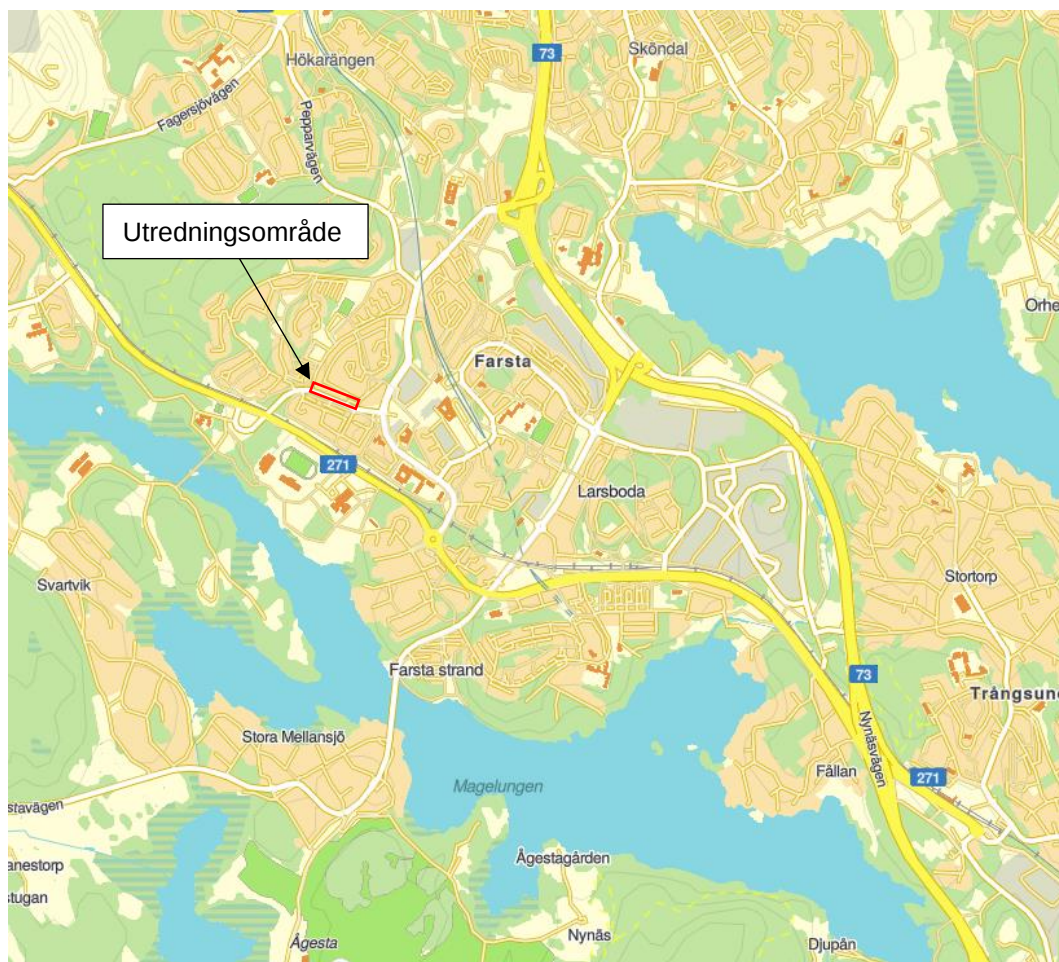 Hökarängen
73
Sköndal
Fagersjövägen
Pepparvägen
Utredningsområde
Orhe
Farsta
271
Larsboda
Svartvik
Stortorp
Farsta strand
73
Trångsund
Stora Mellansjö
Nynäsvägen
Magelungen
Fållan
271
stavägen
Ågestagården
anestorp
stugan
Nynäs
Ågesta
Djupån